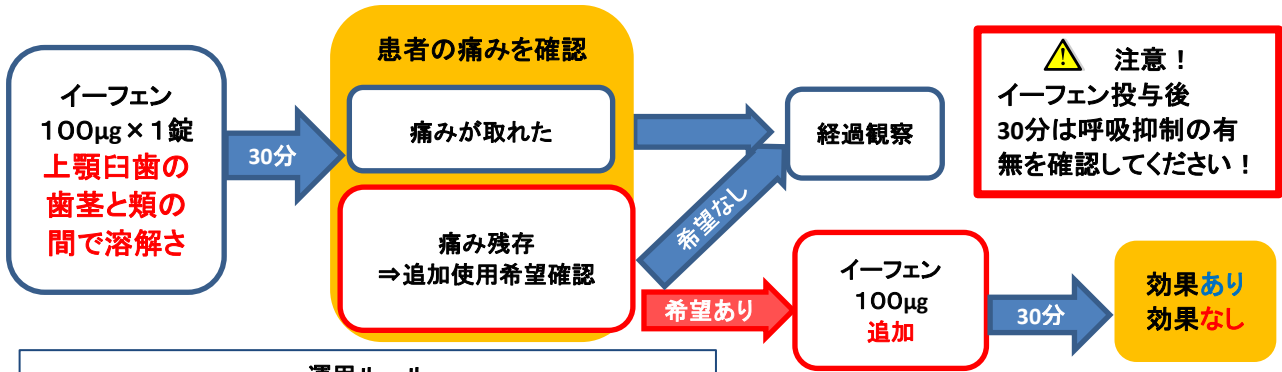 イーフェン
100μg×1錠
上顎臼歯の
歯茎と頬の
間で溶解さ
30分
患者の痛みを確認
痛みが取れた
痛み残存
⇒追加使用希望確認
希望なし
希望あり
経過観察
イーフェン
100μg
追加
30分
効果あり
効果なし
注意！
イーフェン投与後
30分は呼吸抑制の有
無を確認してください！